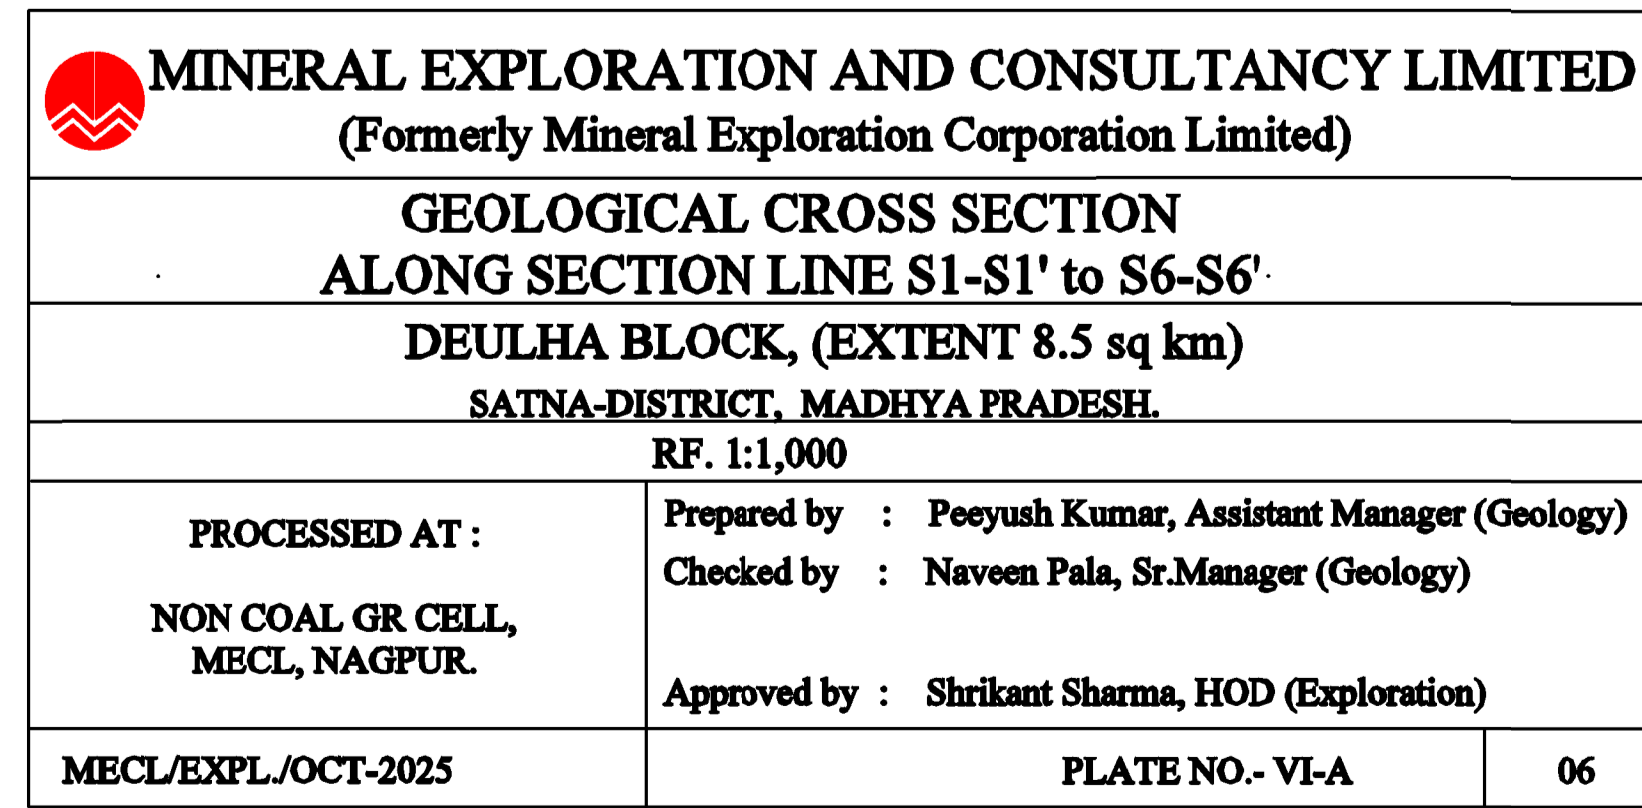 MINERAL EXPLORATION AND CONSULTANCY LIMITED
(Formerly Mineral Exploration Corporation Limited)
GEOLOGICAL CROSS SECTION
ALONG SECTION LINE S1-S1' to S6-S6'
DEULHA BLOCK, (EXTENT 8.5 sq km)
SATNA-DISTRICT, MADHYA PRADESH.
RF. 1:1,000
PROCESSED AT :
NON COAL GR CELL,
MECL, NAGPUR.
Prepared by : Peeyush Kumar, Assistant Manager (Geology)
Checked by : Naveen Pala, Sr.Manager (Geology)
Approved by : Shrikant Sharma, HOD (Exploration)
MECL/EXPL./OCT-2025
PLATE NO.- VI-A
06